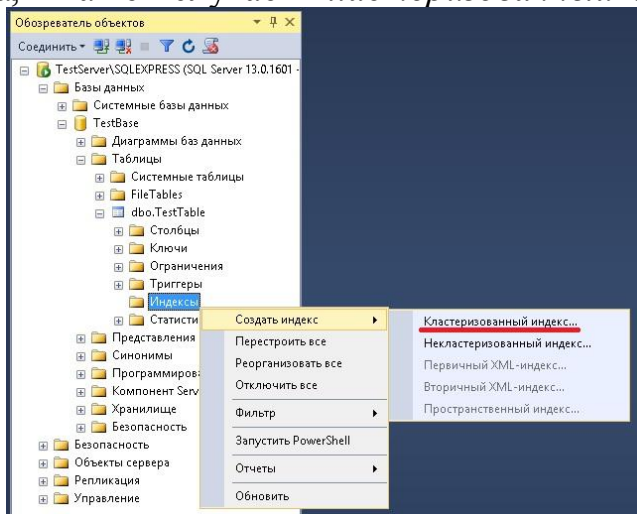 Обозреватель объектов
Соединить
TestServer\SQLEXPRESS (SQL Server 13.0.1601 -
Базы данных
Системные базы данных
TestBase
Диаграммы баз данных
Таблицы
Системные таблицы
FileTables
dbo.TestTable
Столбцы
Ключи
Ограничения
Триггеры
Индексы
Статисти
Представления
Синонимы
Программирова
Компонент Serv
Хранилище
Безопасность
Безопасность
Объекты сервера
Репликация
Управление
Создать индекс
Перестроить все
Реорганизовать все
Отключить все
Фильтр
Запустить PowerShell
Отчеты
Обновить
Кластеризованный индекс...
Некластеризованный индекс...
Первичный XML-индекс...
Вторичный XML-индекс...
Пространственный индекс...